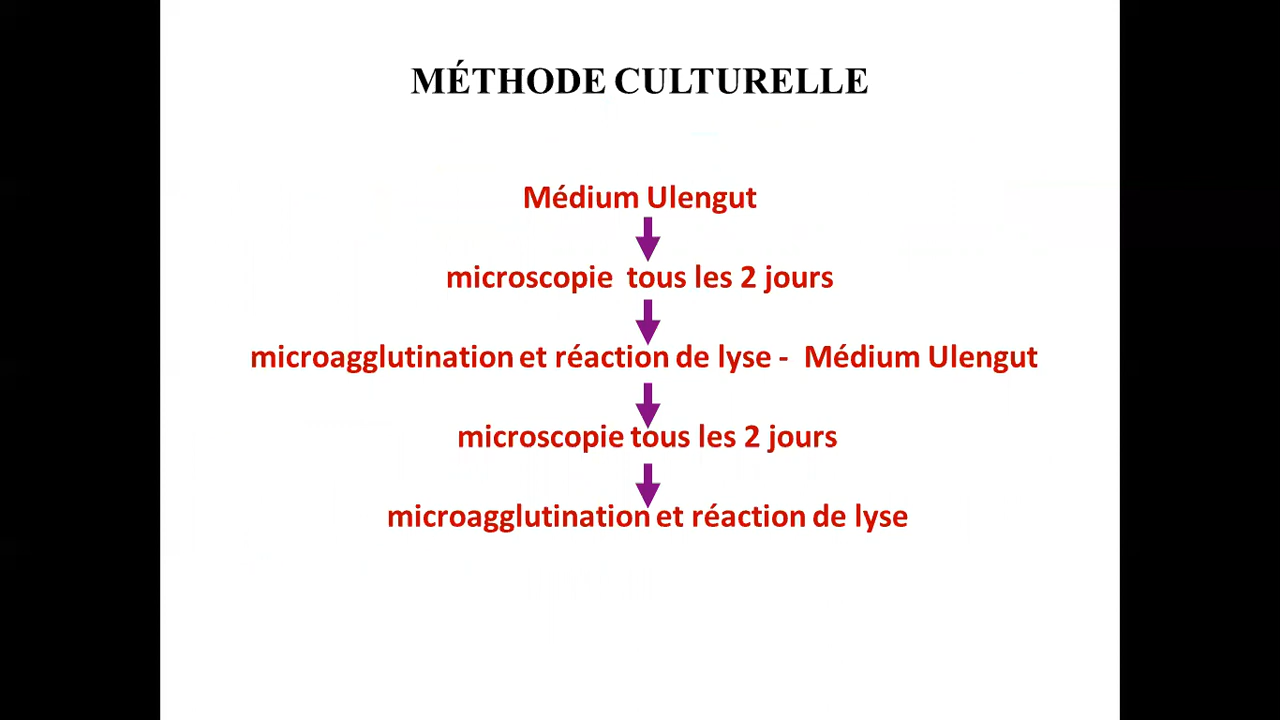 MÉTHODE CULTURELLE
Médium Ulengut
microscopie tous les 2 jours
microagglutination et réaction de lyse - Médium Ulengut
microscopie tous les 2 jours
microagglutination et réaction de lyse